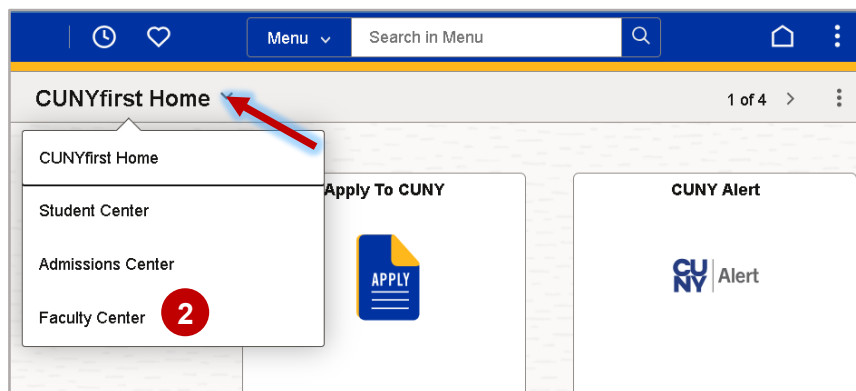 Menu
Search in Menu
CUNYfirst Home
1 of 4
CUNYfirst Home
Student Center
Admissions Center
Faculty Center
2
Apply To CUNY
APPLY
CUNY Alert
CU
NY
Alert